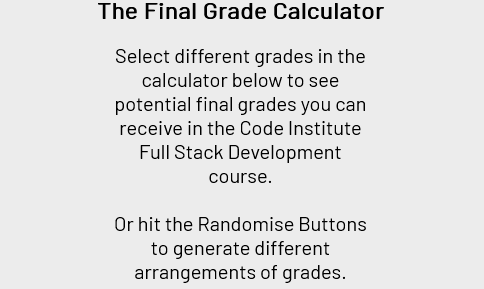 The Final Grade Calculator
Select different grades in the
calculator below to see
potential final grades you can
receive in the Code Institute
Full Stack Development
course.
Or hit the Randomise Buttons
to generate different
arrangements of grades.